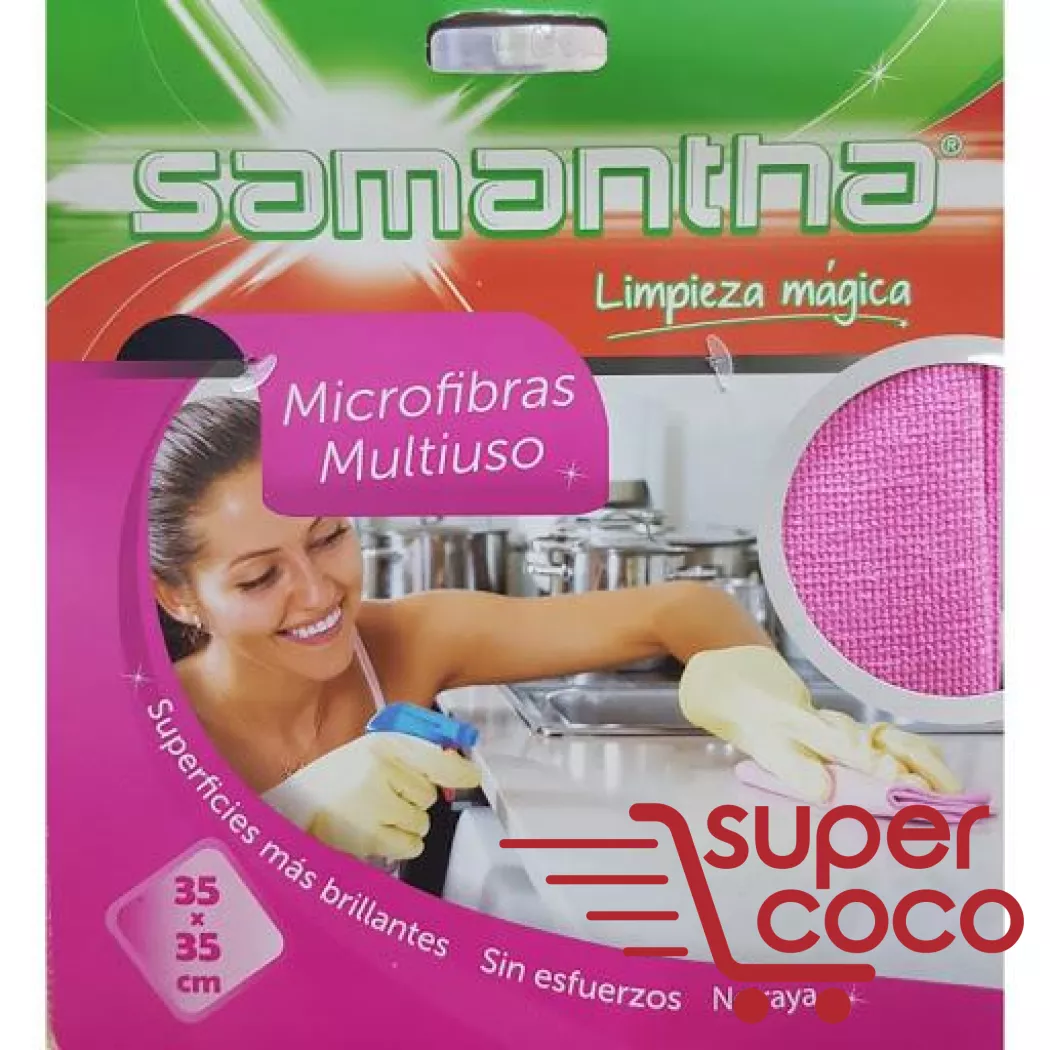 samantha®
Limpieza mágica
Microfibras
Multiuso
Superficies más brillantes Sin esfuerzos
35
x
35
cm
super
coco